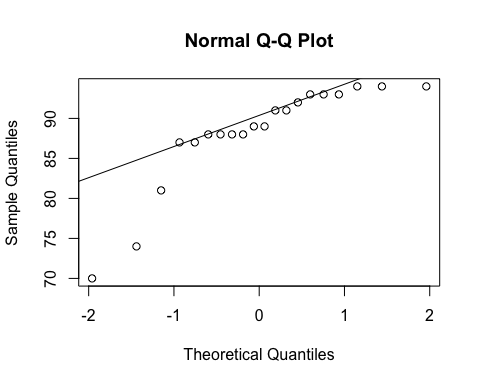 Normal Q-Q Plot
Sample Quantiles
90
85
80
75
70
-2 -1 0 1 2
Theoretical Quantiles